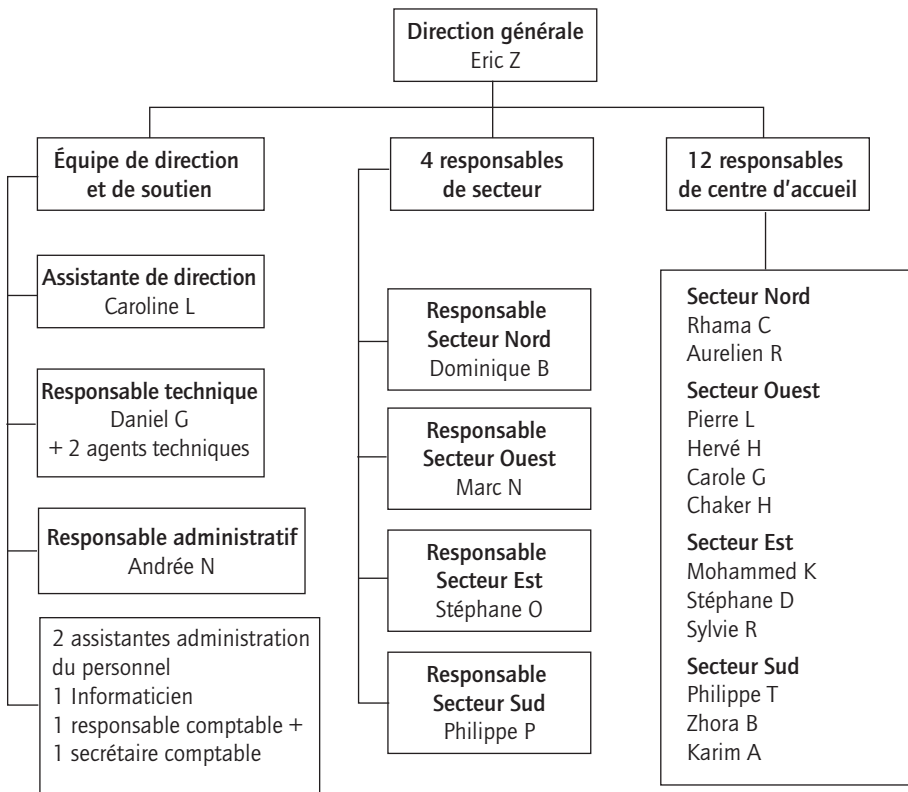 Direction générale
Eric Z
Équipe de direction
et de soutien
Assistante de direction
Caroline L
Responsable technique
Daniel G
+ 2 agents techniques
Responsable administratif
Andrée N
2 assistantes administration
du personnel
1 Informaticien
1 responsable comptable +
1 secrétaire comptable
4 responsables
de secteur
Responsable
Secteur Nord
Dominique B
Responsable
Secteur Ouest
Marc N
Responsable
Secteur Est
Stéphane O
Responsable
Secteur Sud
Philippe P
12 responsables
de centre d'accueil
Secteur Nord
Rhama C
Aurelien R
Secteur Ouest
Pierre L
Hervé H
Carole G
Chaker H
Secteur Est
Mohammed K
Stéphane D
Sylvie R
Secteur Sud
Philippe T
Zhora B
Karim A